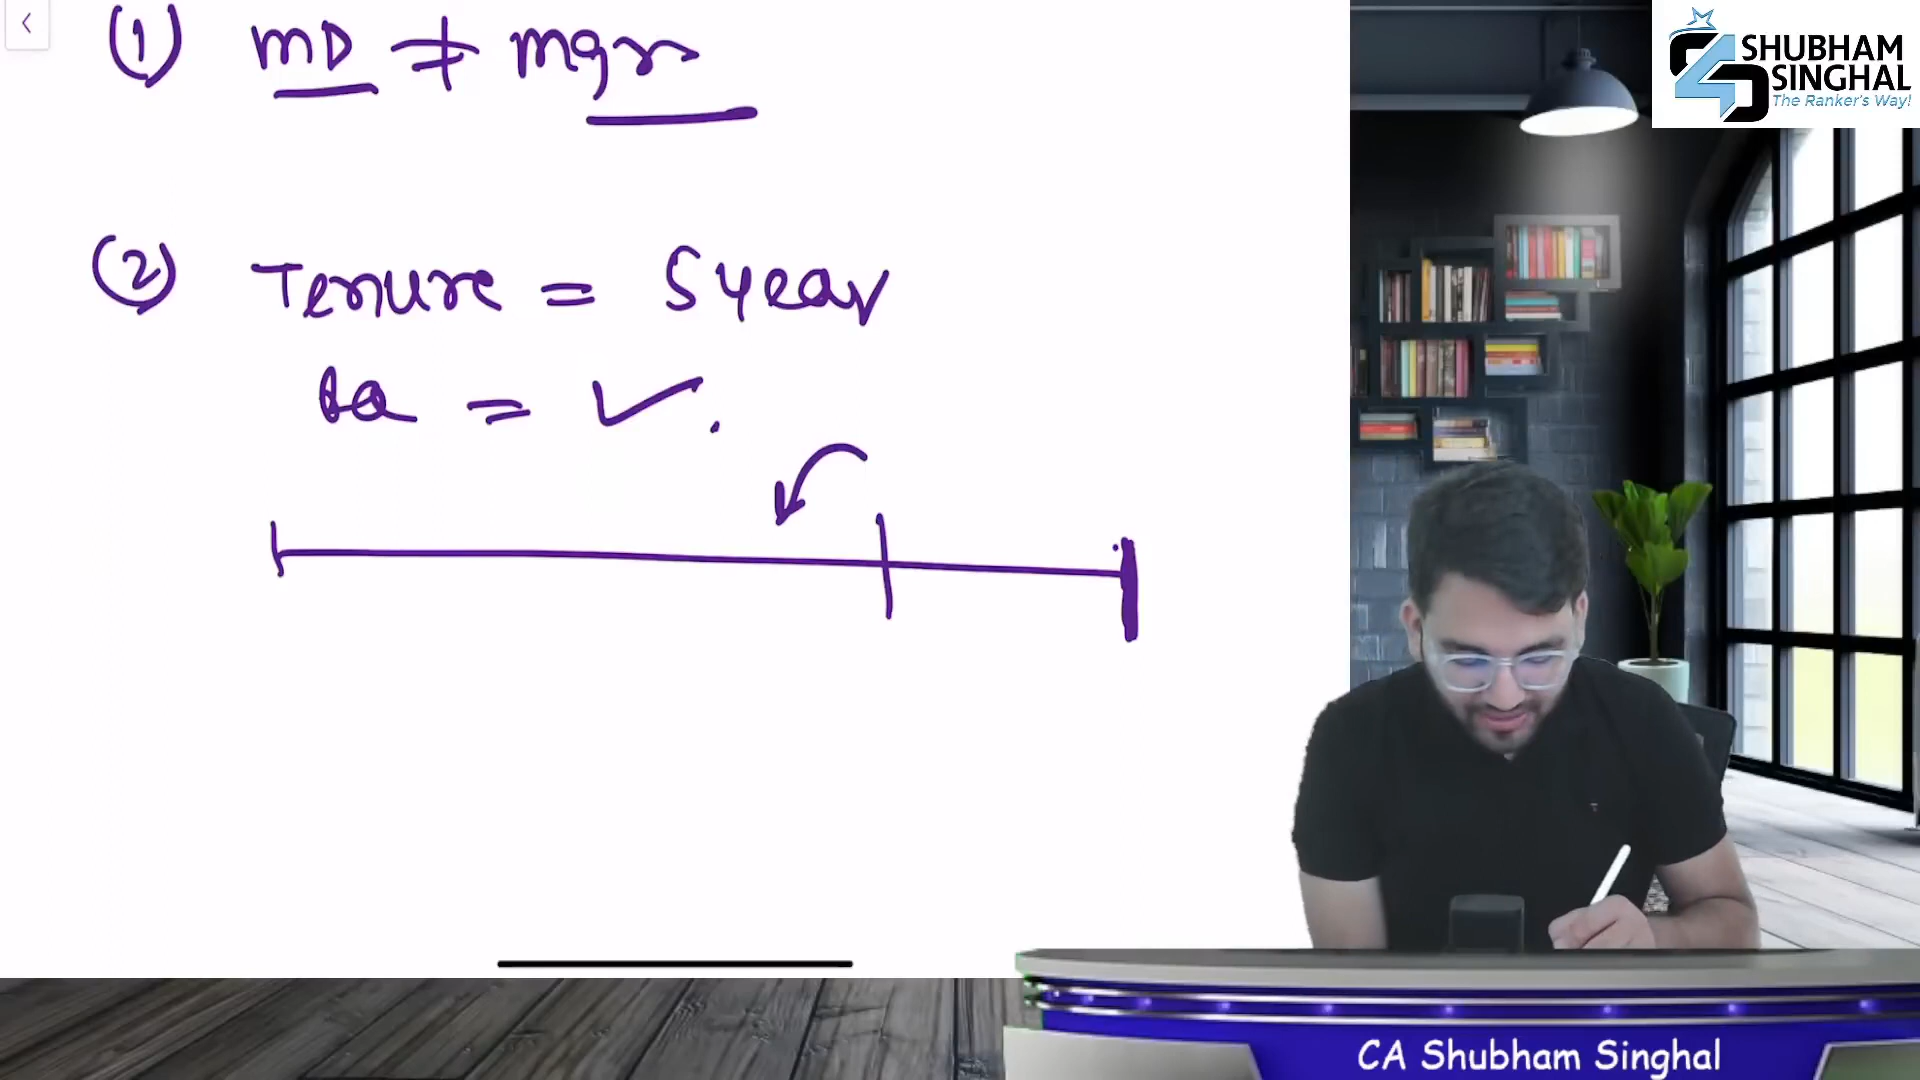 (1) MD ≠ Mgr
(2) Tenure = 5 year
= ✓.
SHUBHAM
SINGHAL
The Ranker's Way!
CA Shubham Singhal